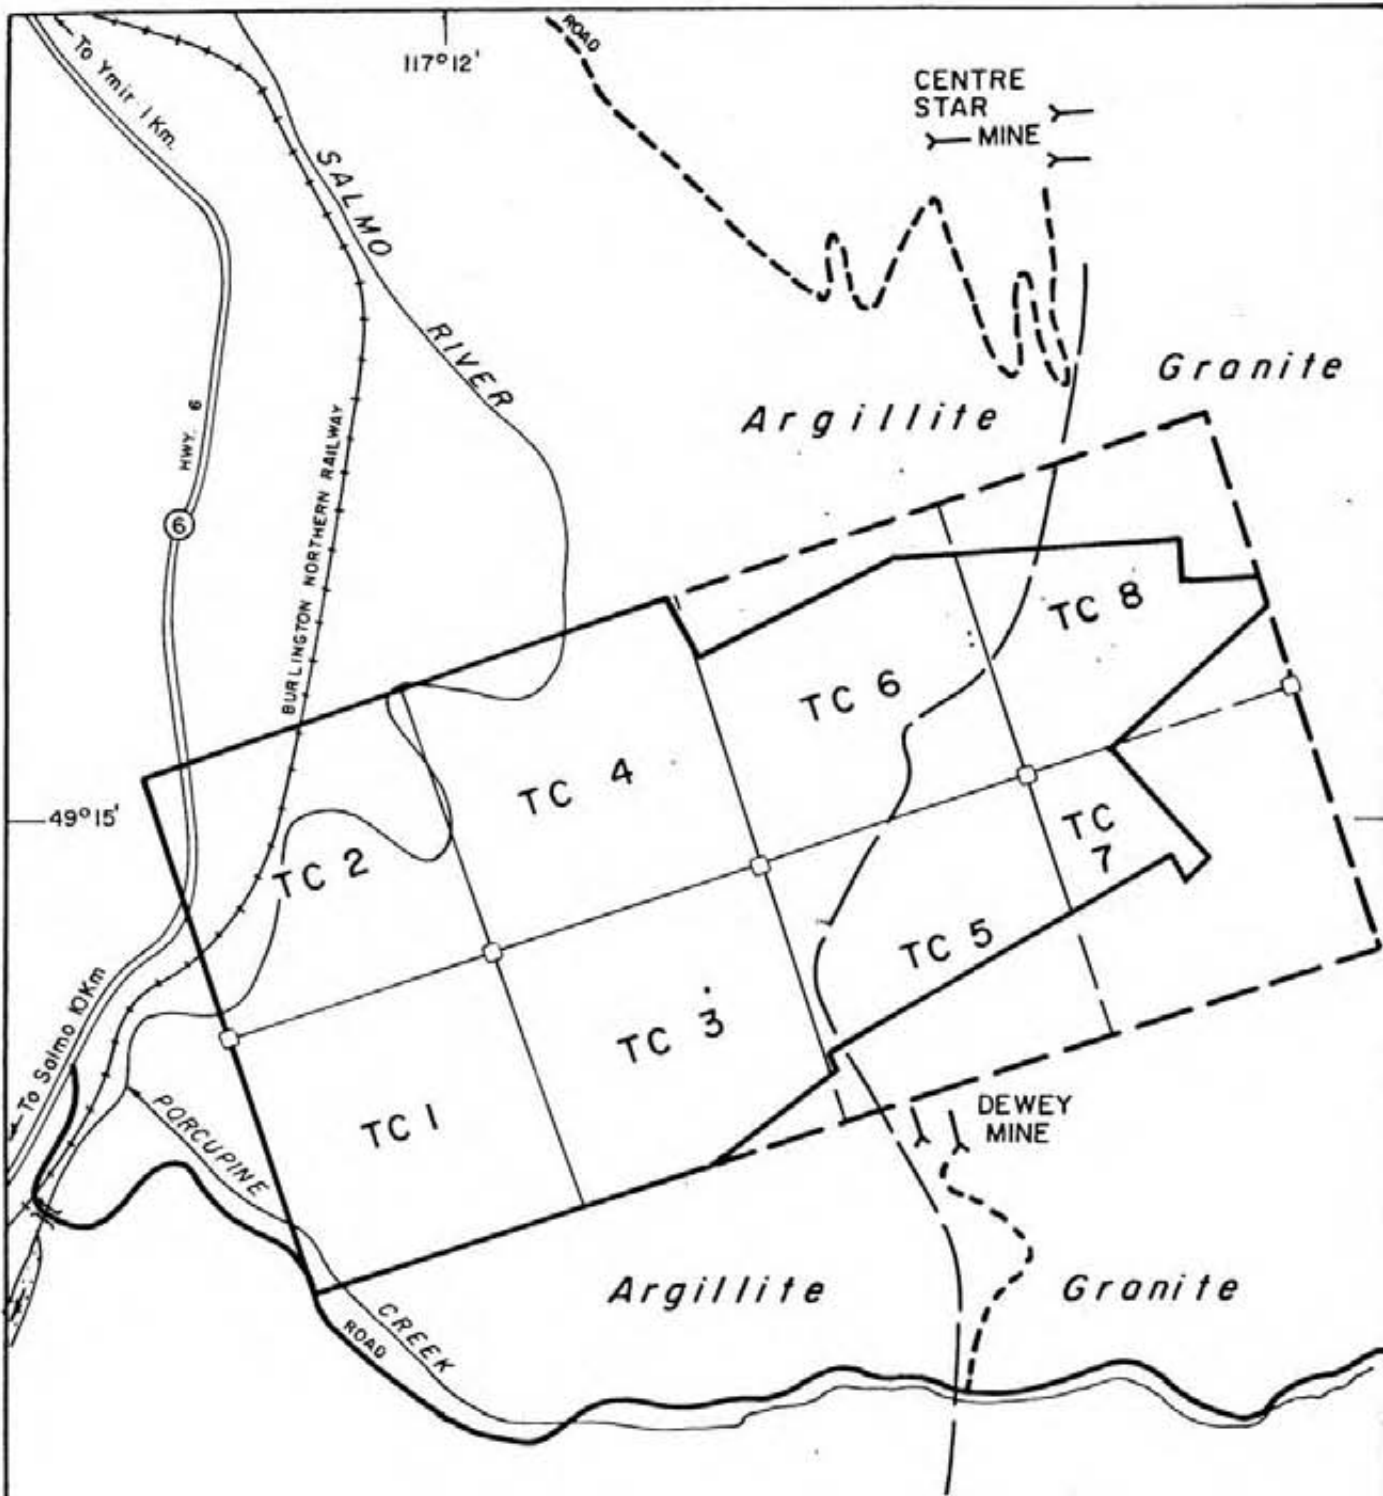 To Ymir 1 Km.
117°12'
ROAD
CENTRE
STAR
MINE
SALMO
RIVER
HWY. 6
6
BURLINGTON NORTHERN RAILWAY
Argillite
Granite
TC 8
TC 6
TC 4
49°15'
TC 2
TC
7
TC 5
TC 3
TC 1
To Salmo 10Km
PORCUPINE
CREEK
ROAD
DEWEY
MINE
Argillite
Granite